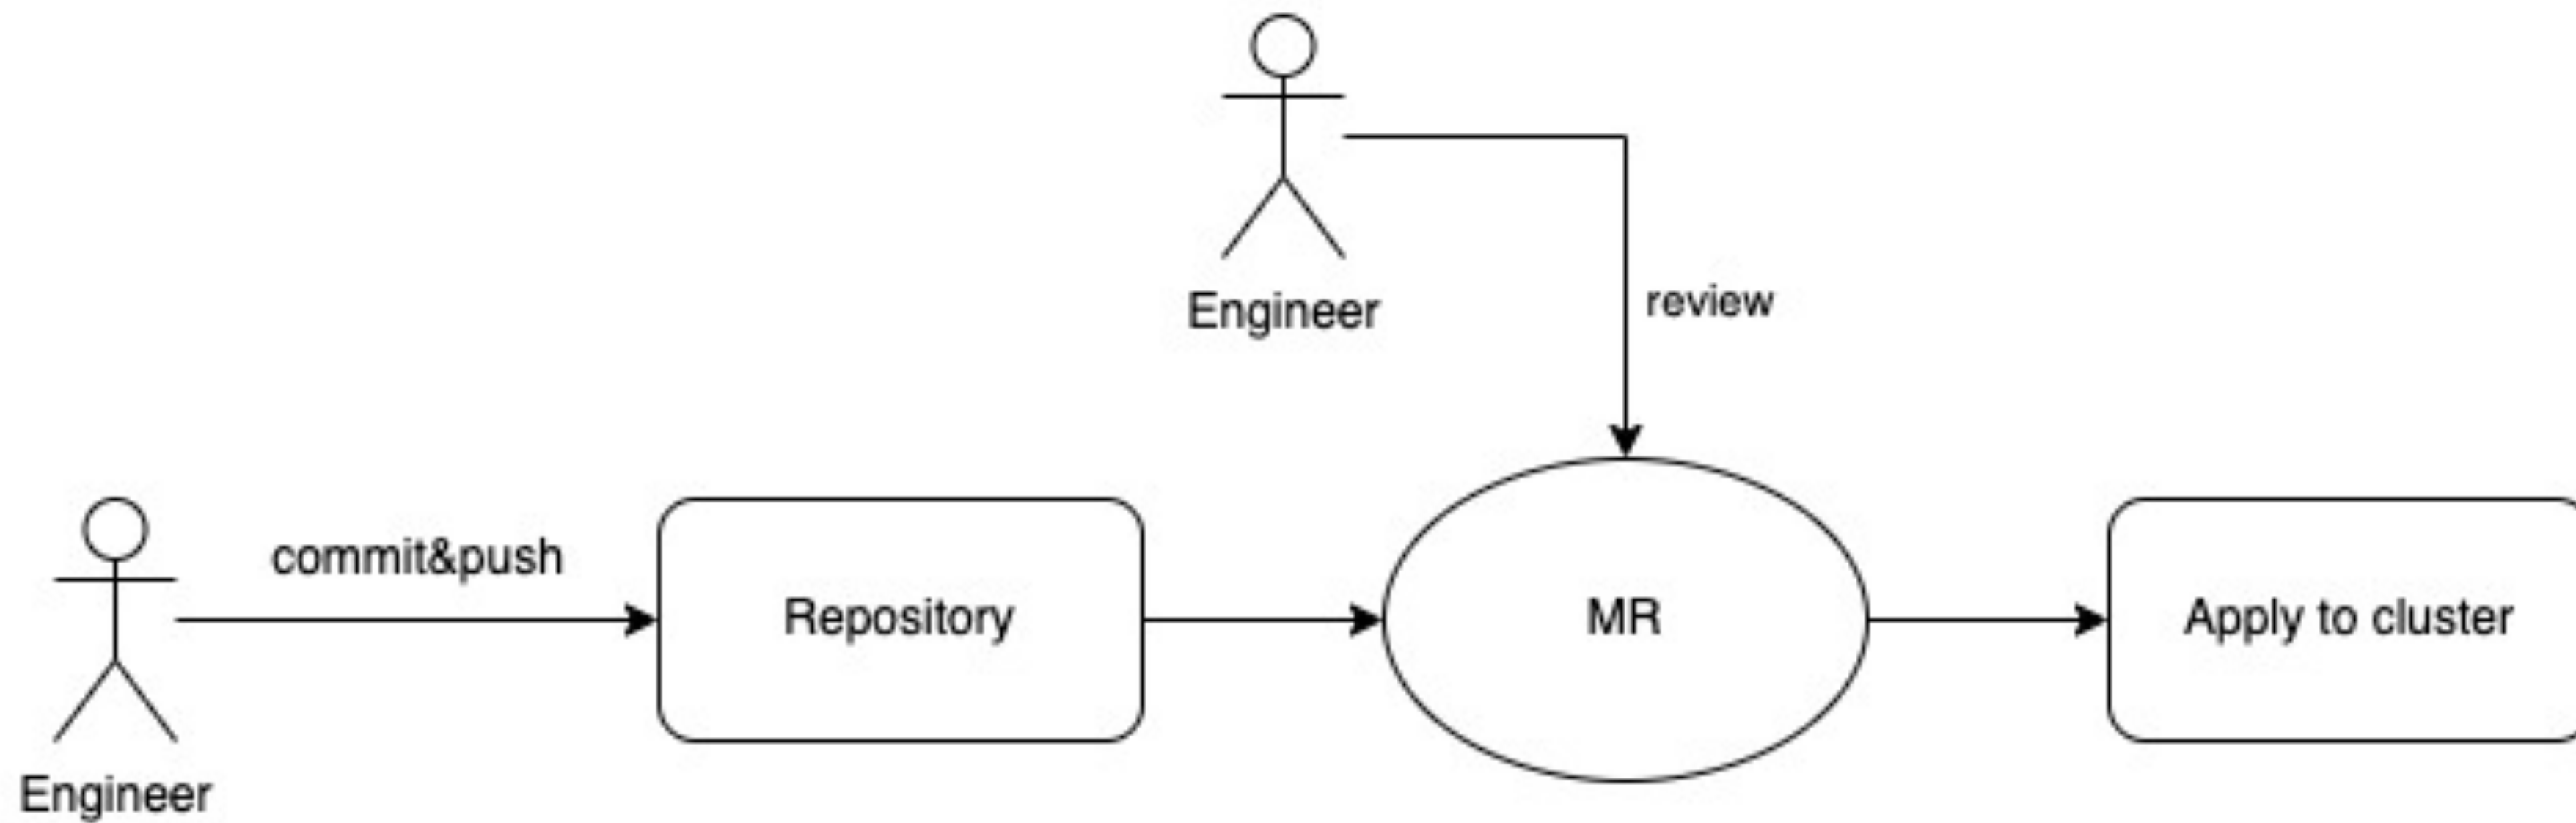 Engineer
review
commit&push
Repository
MR
Apply to cluster
Engineer